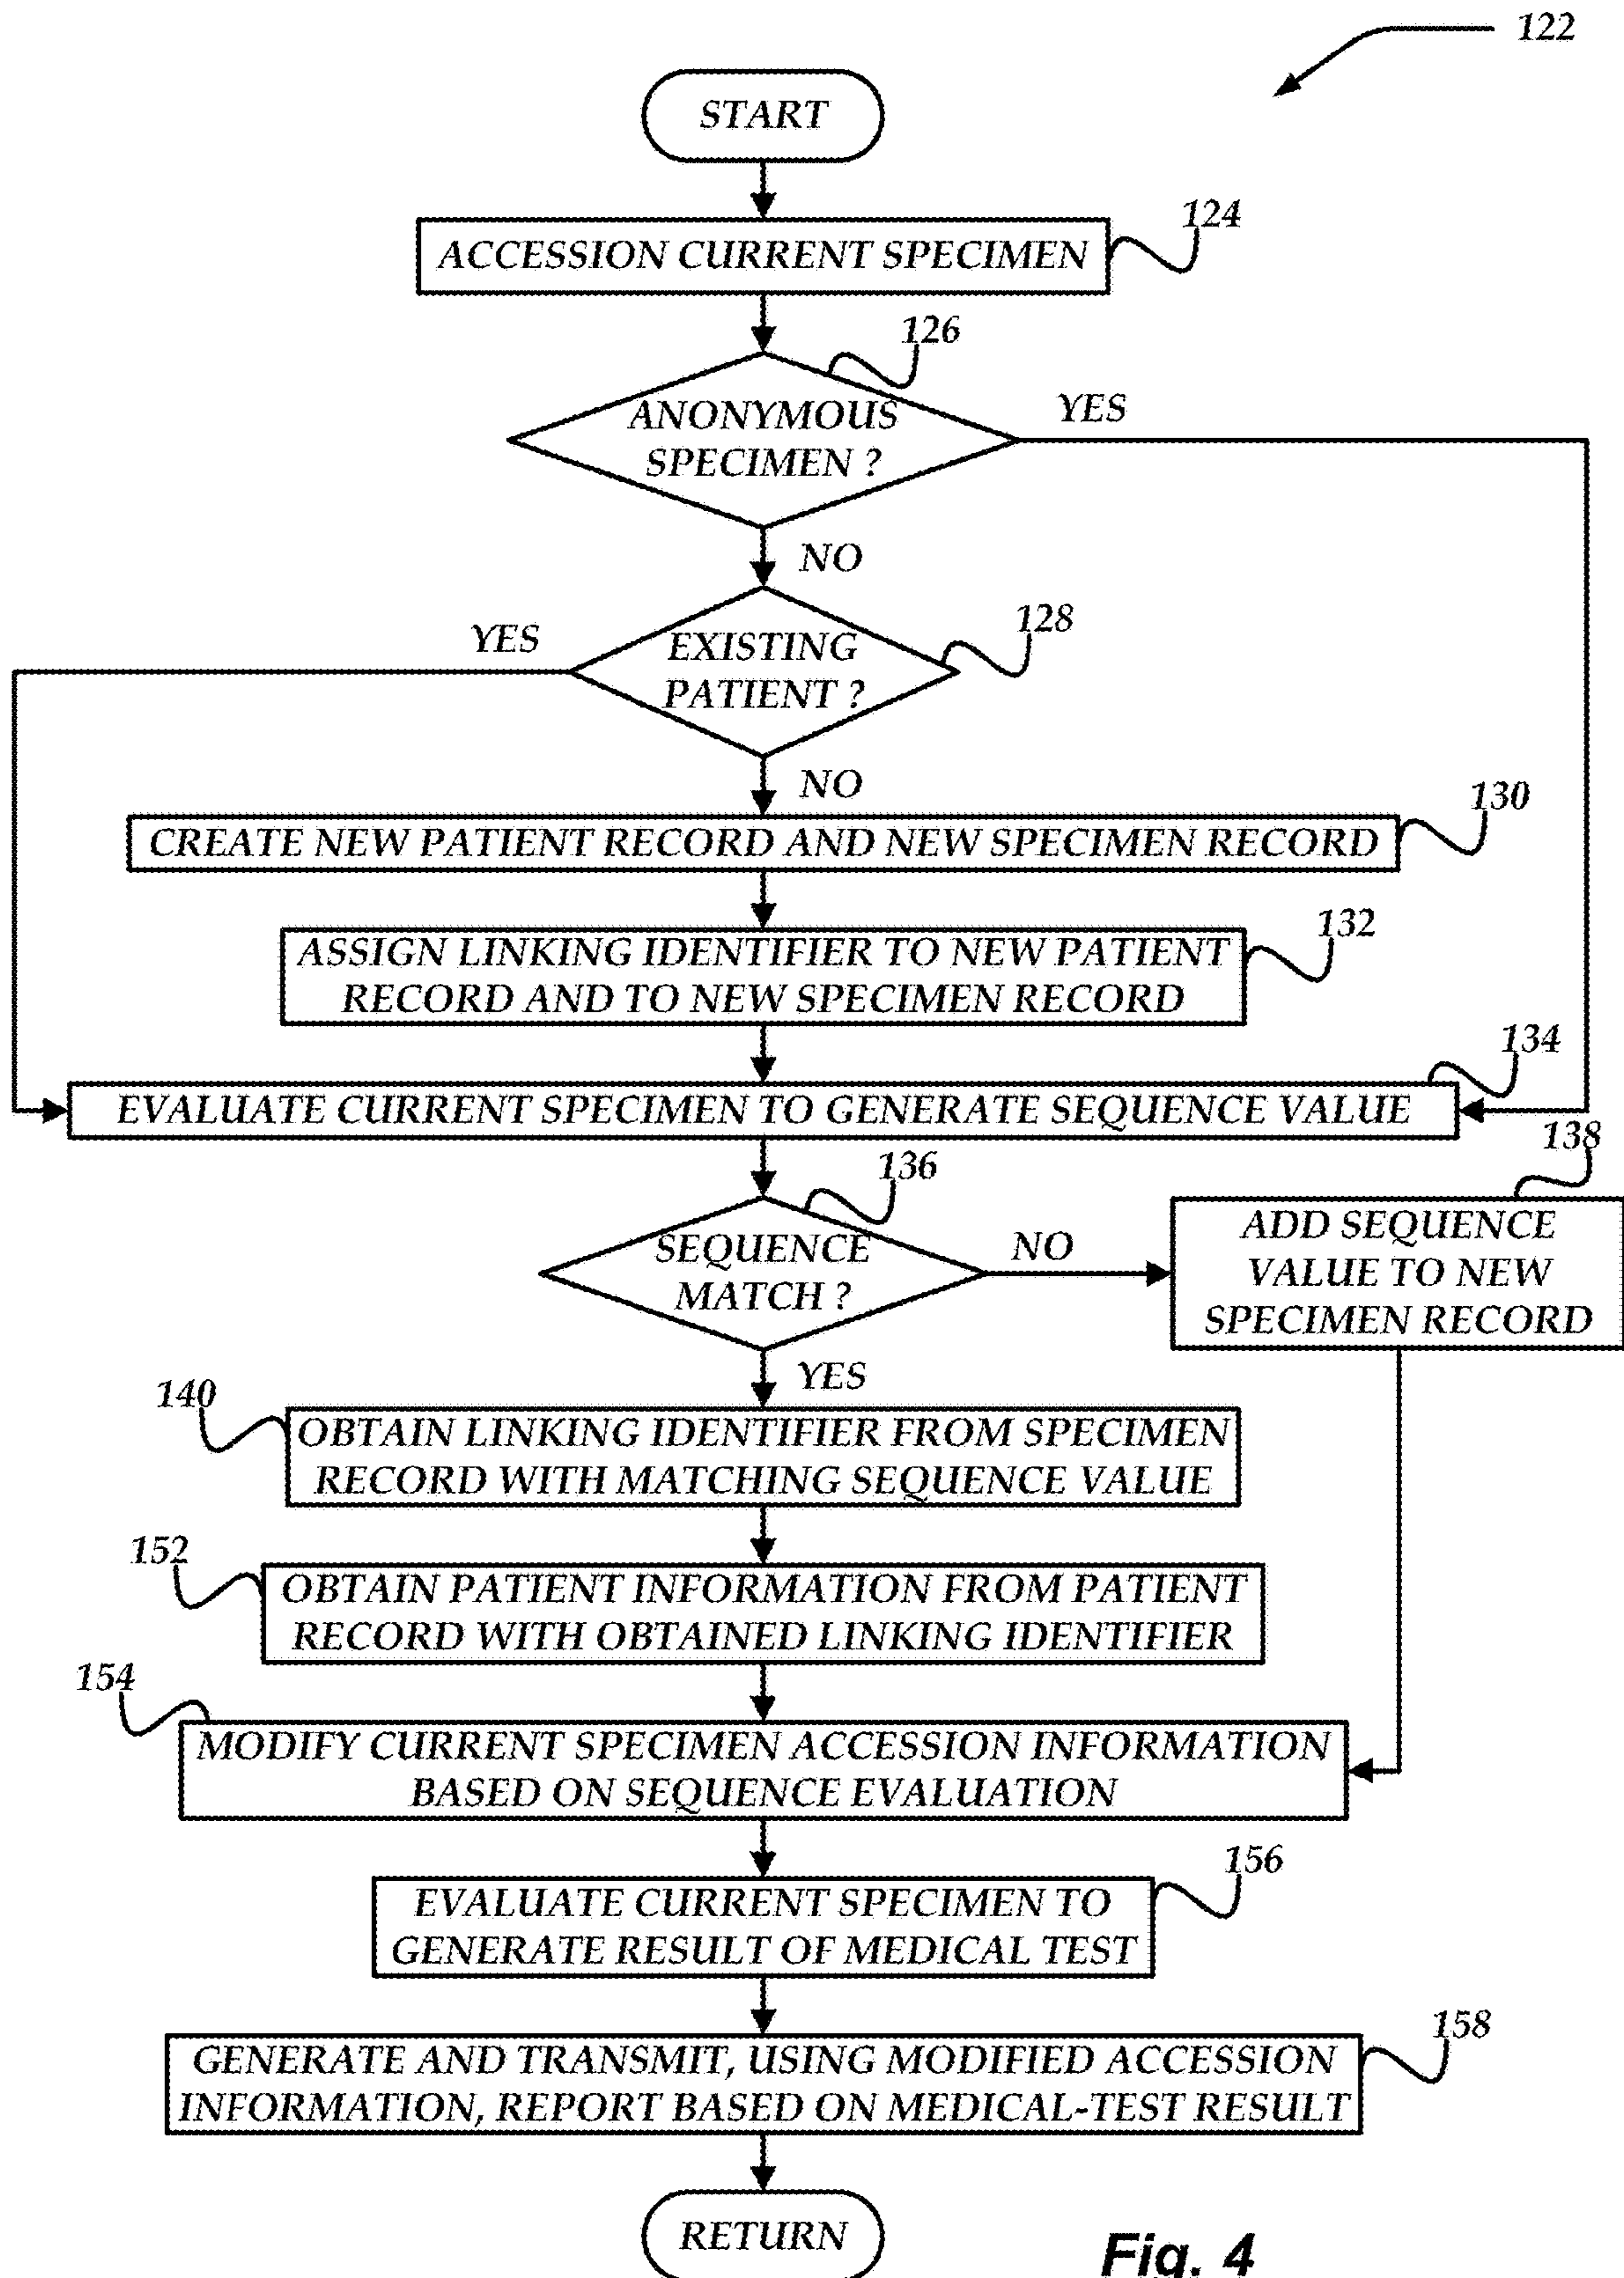 122
START
124
ACCESSION CURRENT SPECIMEN
126
ANONYMOUS
SPECIMEN ?
YES
NO
128
YES
EXISTING
PATIENT ?
NO
130
CREATE NEW PATIENT RECORD AND NEW SPECIMEN RECORD
132
ASSIGN LINKING IDENTIFIER TO NEW PATIENT
RECORD AND TO NEW SPECIMEN RECORD
134
EVALUATE CURRENT SPECIMEN TO GENERATE SEQUENCE VALUE
136
138
SEQUENCE
MATCH ?
NO
ADD SEQUENCE
VALUE TO NEW
SPECIMEN RECORD
YES
140
OBTAIN LINKING IDENTIFIER FROM SPECIMEN
RECORD WITH MATCHING SEQUENCE VALUE
152
OBTAIN PATIENT INFORMATION FROM PATIENT
RECORD WITH OBTAINED LINKING IDENTIFIER
154
MODIFY CURRENT SPECIMEN ACCESSION INFORMATION
BASED ON SEQUENCE EVALUATION
156
EVALUATE CURRENT SPECIMEN TO
GENERATE RESULT OF MEDICAL TEST
158
GENERATE AND TRANSMIT, USING MODIFIED ACCESSION
INFORMATION, REPORT BASED ON MEDICAL-TEST RESULT
RETURN
Fig. 4